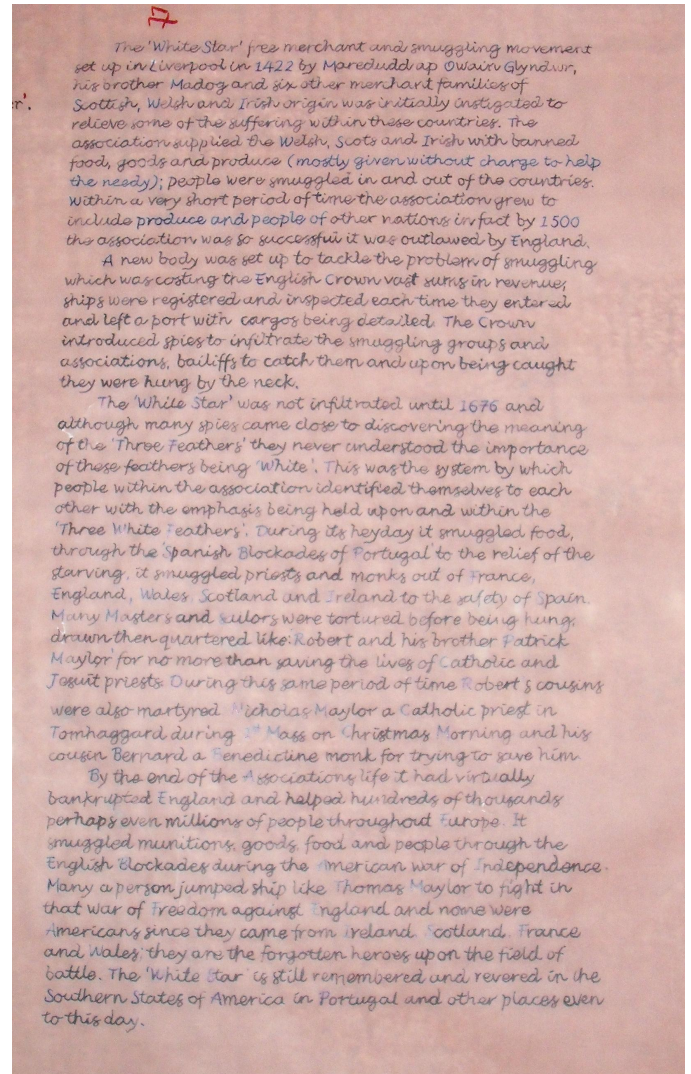 7
r'.
The 'White Star' free merchant and smuggling movement
set up in Liverpool in 1422 by Maredudd ap Owain Glyndwr,
his brother Madog and six other merchant families of
Scottish, Welsh and Irish origin was initially instigated to
relieve some of the suffering within these countries. The
association supplied the Welsh, Scots and Irish with banned
food, goods and produce (mostly given without charge to help
the needy); people were smuggled in and out of the countries.
Within a very short period of time the association grew to
include produce and people of other nations in fact by 1500
the association was so successful it was outlawed by England.
A new body was set up to tackle the problem of smuggling
which was costing the English Crown vast sums in revenue;
ships were registered and inspected each time they entered
and left a port with cargos being detailed. The Crown
introduced spies to infiltrate the smuggling groups and
associations, bailiffs to catch them and upon being caught
they were hung by the neck.
The 'White Star' was not infiltrated until 1676 and
although many spies came close to discovering the meaning
of the 'Three Feathers' they never understood the importance
of these feathers being 'White'. This was the system by which
people within the association identified themselves to each
other with the emphasis being held upon and within the
'Three White Feathers'. During its heyday it smuggled food,
through the 'Spanish Blockades of Portugal' to the relief of the
starving, it smuggled priests and monks out of France,
England, Wales, Scotland and Ireland to the safety of Spain.
Many Masters and Sailors were tortured before being hung,
drawn then quartered like: Robert and his brother Patrick
Maylor' for no more than saving the lives of Catholic and
Jesuit priests. During this same period of time Robert's cousins
were also martyred Nicholas Maylor a Catholic priest in
Tomhaggard during 1st Mass on Christmas Morning and his
cousin Bernard a Benedictine monk for trying to save him.
By the end of the Associations life it had virtually
bankrupted England and helped hundreds of thousands
perhaps even millions of people throughout Europe. It
smuggled munitions, goods, food and people through the
English Blockades during the American war of Independence.
Many a person jumped ship like Thomas Maylor to fight in
that war of Freedom against England and none were
Americans since they came from Ireland, Scotland, France
and Wales; they are the forgotten heroes upon the field of
battle. The 'White Star' is still remembered and revered in the
Southern States of America in Portugal and other places even
to this day.